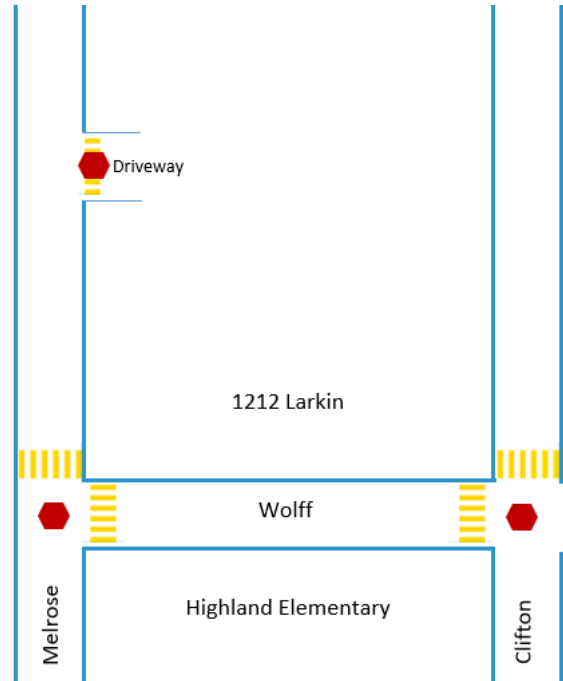 Driveway
1212 Larkin
Wolff
Highland Elementary
Melrose
Clifton